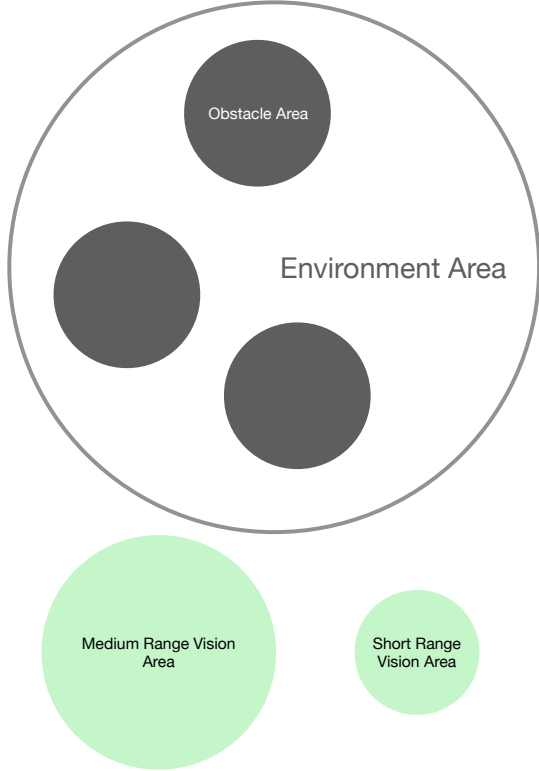 Obstacle Area
Environment Area
Medium Range Vision
Area
Short Range
Vision Area